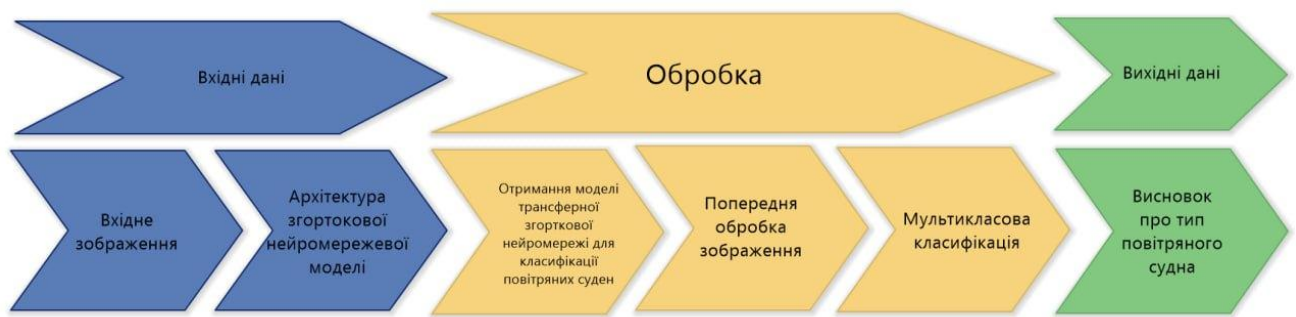 Вхідні дані
Обробка
Вихідні дані
Вхідне
зображення
Архітектура
згортокової
нейромережевої
моделі
Отримання моделі
трансферної
згорткової
нейромережі для
класифікації
повітряних суден
Попередня
обробка
зображення
Мультикласова
класифікація
Висновок
про тип
повітряного
судна